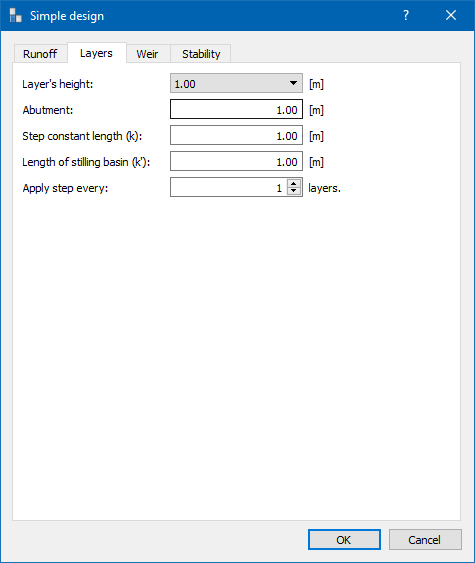 Simple design
?
Runoff Layers Weir Stability
Layer's height: 1.00 [m]
Abutment: 1.00 [m]
Step constant length (k): 1.00 [m]
Length of stilling basin (k'): 1.00 [m]
Apply step every: 1 layers.
OK Cancel